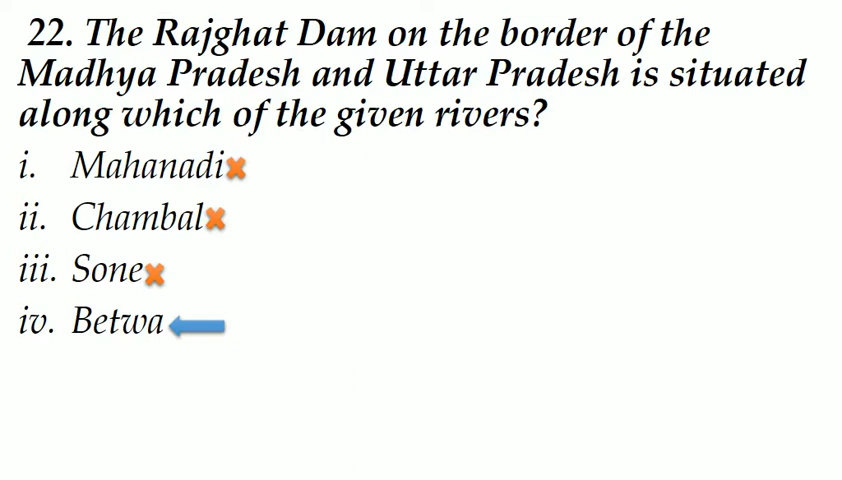 22. The Rajghat Dam on the border of the
Madhya Pradesh and Uttar Pradesh is situated
along which of the given rivers?
i. Mahanadi
ii. Chambal
iii. Sone
iv. Betwa